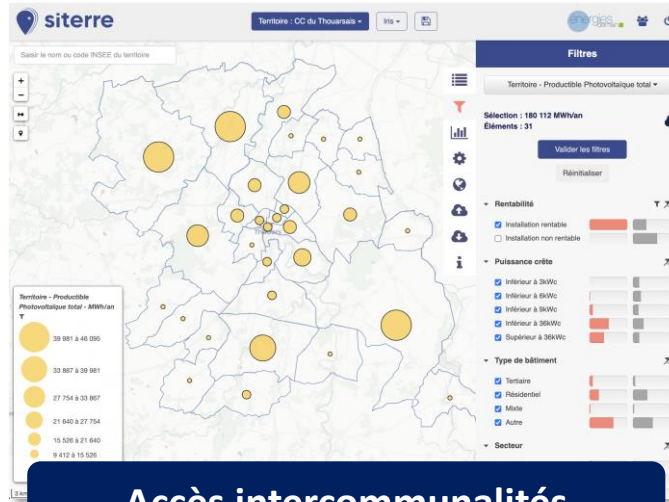 siterre
Territoire : CC du Thouarsais
Iris
énergies
demain
Saisir le nom ou code INSEE du territoire
Filtres
Territoire - Productible Photovoltaïque total
Sélection : 180 112 MWh/an
Éléments : 31
Valider les filtres
Réinitialiser
Rentabilité
Installation rentable
Installation non rentable
Puissance crête
Inférieur à 3kWc
Inférieur à 6kWc
Inférieur à 9kWc
Inférieur à 36kWc
Supérieur à 36kWc
Type de bâtiment
Tertiaire
Résidentiel
Mixte
Autre
Secteur
Territoire - Productible
Photovoltaïque total - MWh/an
39 981 à 46 095
33 867 à 39 981
27 754 à 33 867
21 640 à 27 754
15 526 à 21 640
9 412 à 15 526
Accès intercommunalités